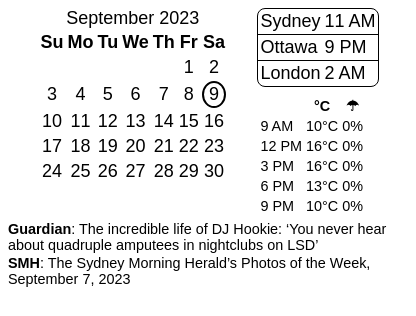 September 2023
Su Mo Tu We Th Fr Sa
1 2
3 4 5 6 7 8 9
10 11 12 13 14 15 16
17 18 19 20 21 22 23
24 25 26 27 28 29 30
Sydney 11 AM
Ottawa 9 PM
London 2 AM
°C ☂
9 AM 10°C 0%
12 PM 16°C 0%
3 PM 16°C 0%
6 PM 13°C 0%
9 PM 10°C 0%
Guardian: The incredible life of DJ Hookie: ‘You never hear
about quadruple amputees in nightclubs on LSD’
SMH: The Sydney Morning Herald’s Photos of the Week,
September 7, 2023